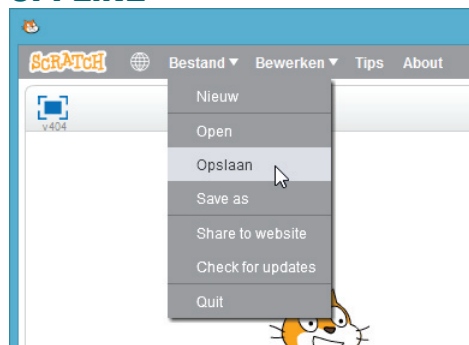 SCRATCH Bestand Bewerken Tips About
v404
Nieuw
Open
Opslaan
Save as
Share to website
Check for updates
Quit